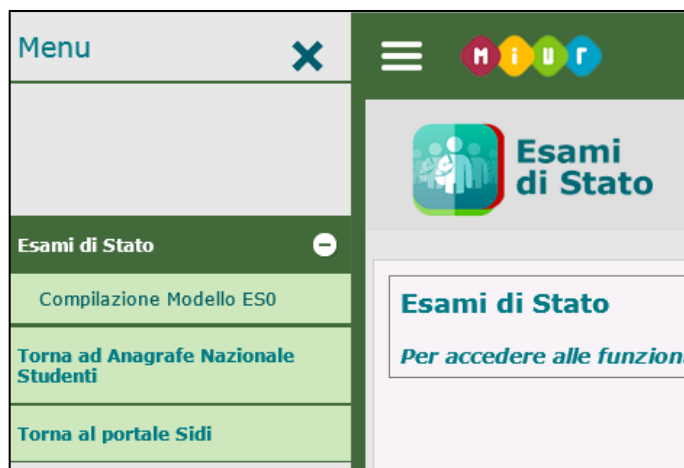 Menu
Esami di Stato
Compilazione Modello ES0
Torna ad Anagrafe Nazionale
Studenti
Torna al portale Sidi
MIUr
Esami
di Stato
Esami di Stato
Per accedere alle funzion